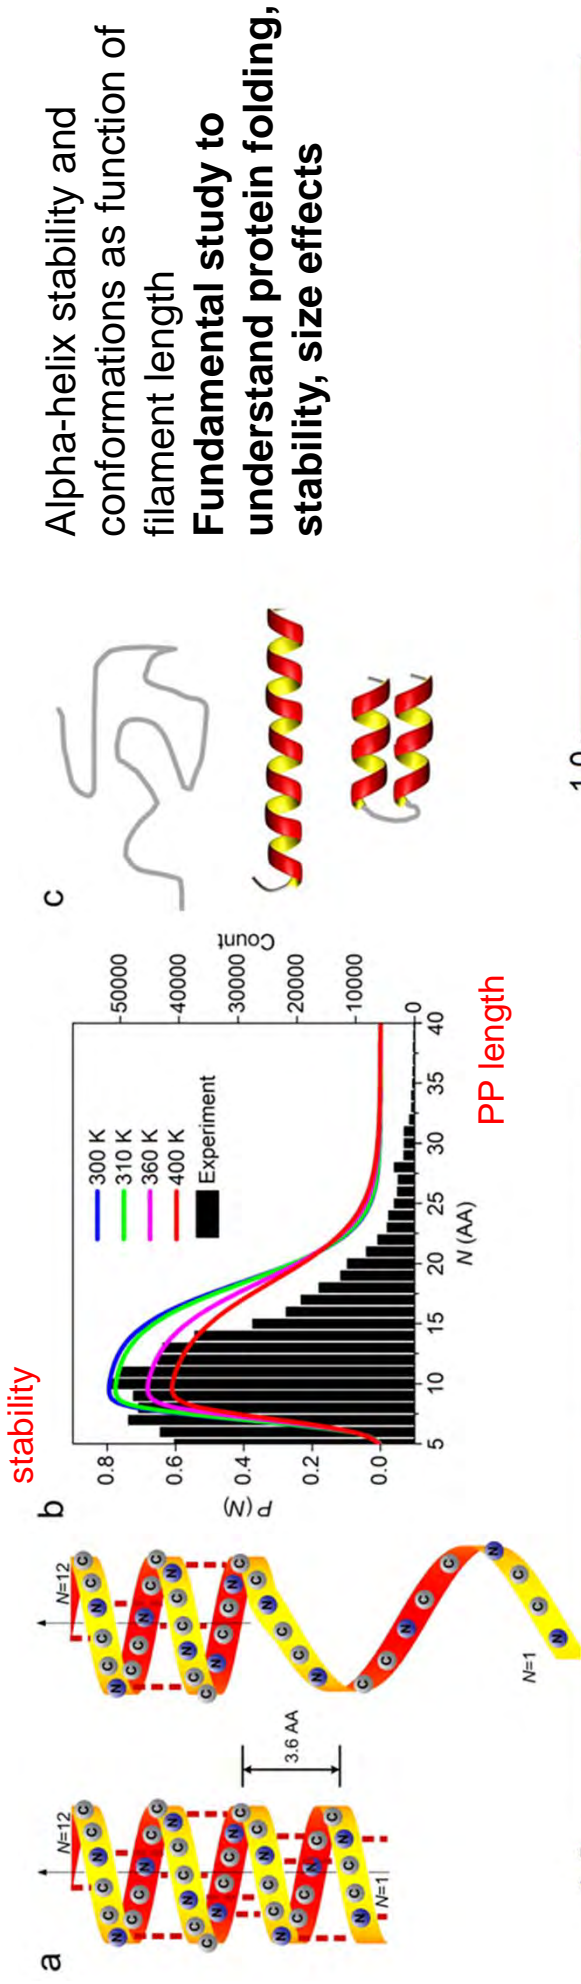 Alpha-helix stability and
conformations as function of
filament length
Fundamental study to
understand protein folding,
stability, size effects
a
N=12
N=1
3.6 AA
N=12
N=1
C
C
N
C
C
N
C
C
N
C
C
N
b
stability
P (N)
0.8
0.6
0.4
0.2
0.0
300 K
310 K
360 K
400 K
Experiment
Count
50000
40000
30000
20000
10000
0
5
10
15
20
25
30
35
40
N (AA)
PP length
c
1.0